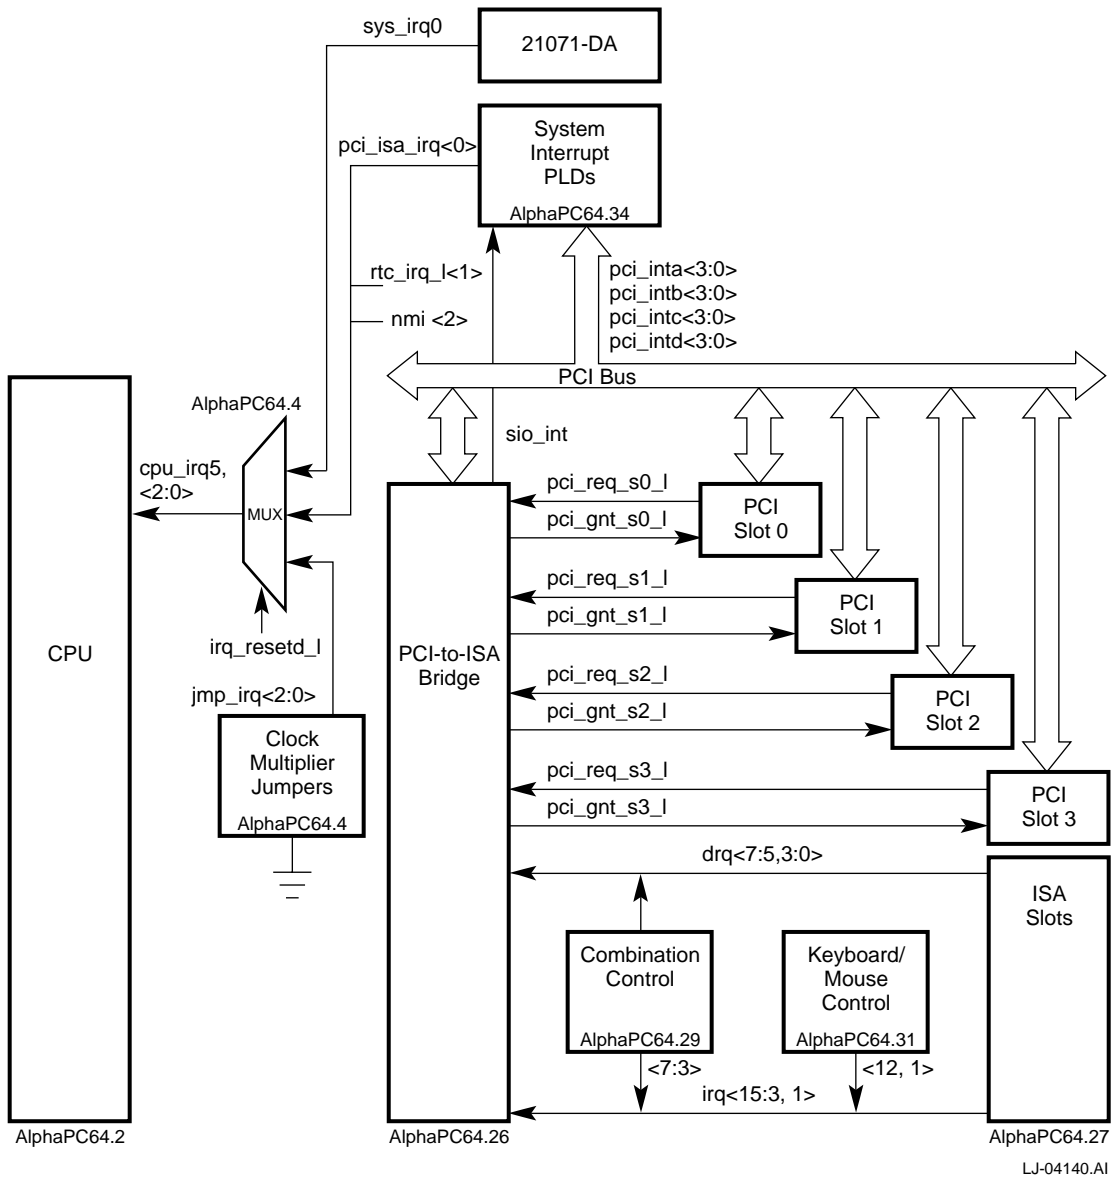 sys_irq0
21071-DA
pci_isa_irq<0>
System
Interrupt
PLDs
AlphaPC64.34
rtc_irq_l<1>
nmi <2>
pci_inta<3:0>
pci_intb<3:0>
pci_intc<3:0>
pci_intd<3:0>
PCI Bus
AlphaPC64.4
sio_int
cpu_irq5,
<2:0>
MUX
irq_resetd_l
jmp_irq<2:0>
CPU
AlphaPC64.2
Clock
Multiplier
Jumpers
AlphaPC64.4
PCI-to-ISA
Bridge
AlphaPC64.26
pci_req_s0_l
pci_gnt_s0_l
PCI
Slot 0
pci_req_s1_l
pci_gnt_s1_l
PCI
Slot 1
pci_req_s2_l
pci_gnt_s2_l
PCI
Slot 2
pci_req_s3_l
pci_gnt_s3_l
PCI
Slot 3
drq<7:5,3:0>
ISA
Slots
Combination
Control
AlphaPC64.29
<7:3>
Keyboard/
Mouse
Control
AlphaPC64.31
<12, 1>
irq<15:3, 1>
AlphaPC64.27
LJ-04140.AI